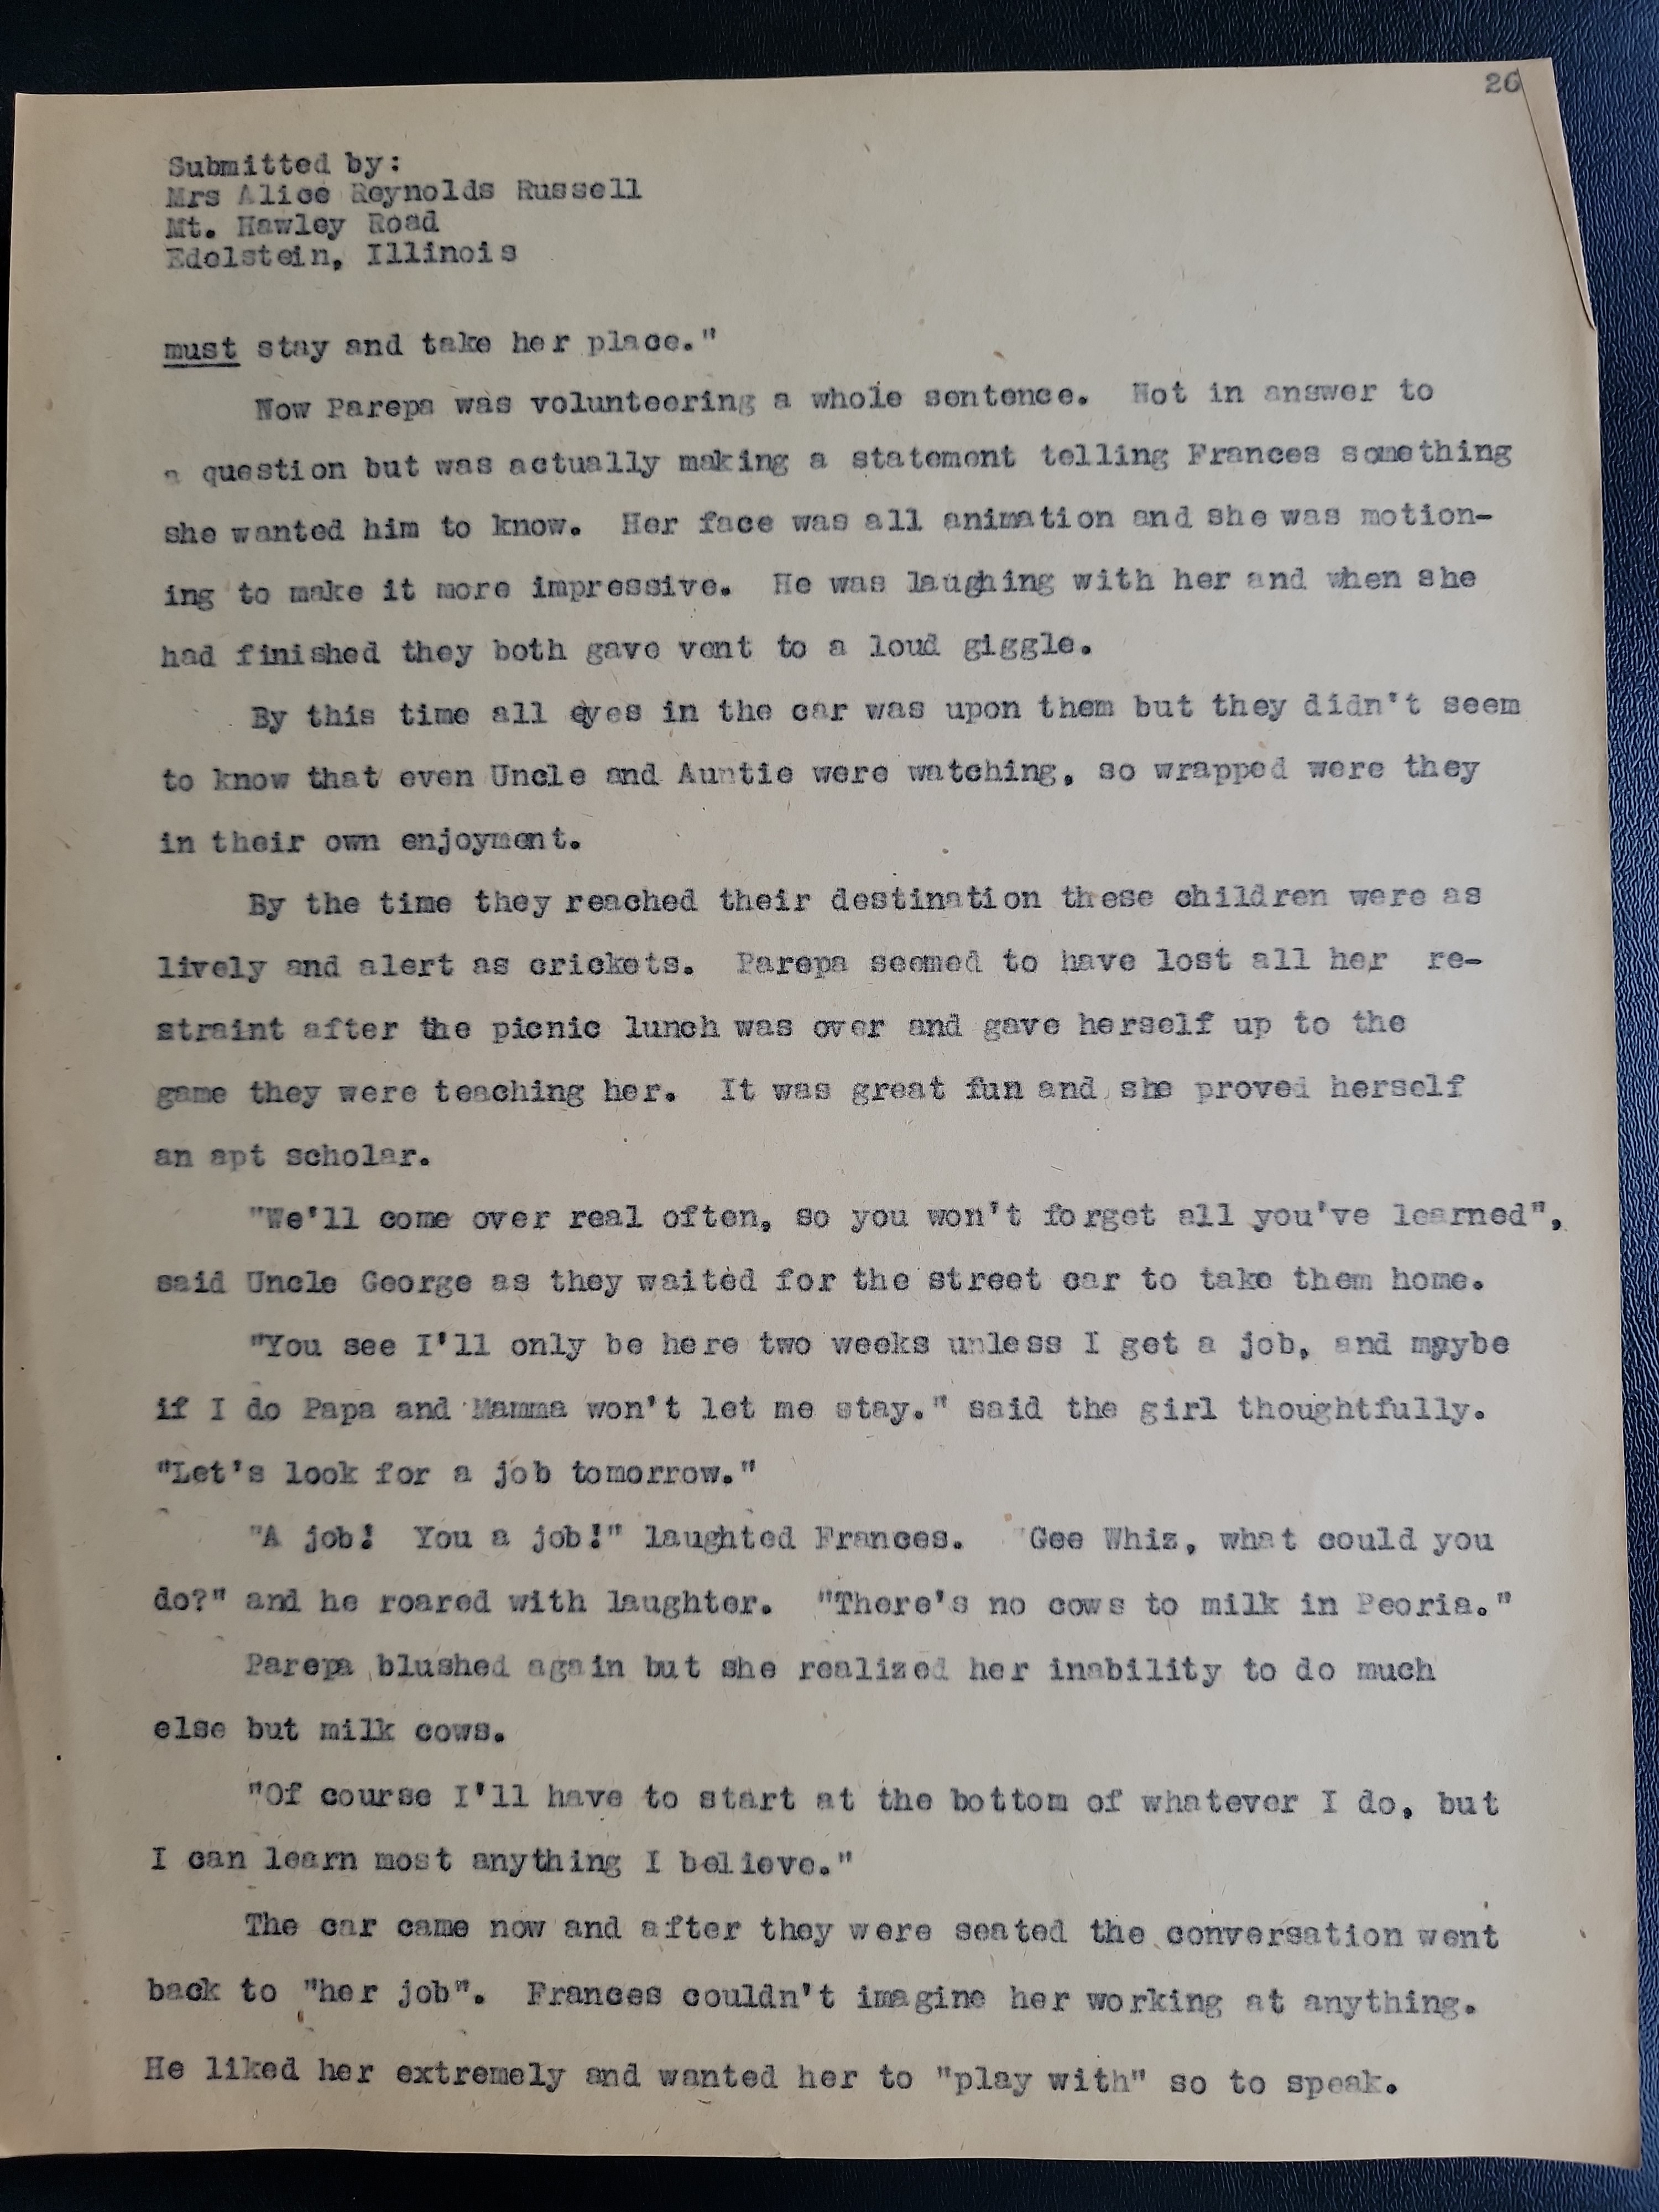 26
Submitted by:
Mrs Alice Reynolds Russell
Mt. Hawley Road
Edelstein, Illinois
must stay and take her place."
Now Parepa was volunteering a whole sentence. Not in answer to
a question but was actually making a statement telling Frances something
she wanted him to know. Her face was all animation and she was motion-
ing to make it more impressive. He was laughing with her and when she
had finished they both gave vent to a loud giggle.
By this time all eyes in the car was upon them but they didn't seem
to know that even Uncle and Auntie were watching, so wrapped were they
in their own enjoyment.
By the time they reached their destination these children were as
lively and alert as crickets. Parepa seemed to have lost all her re-
straint after the picnic lunch was over and gave herself up to the
game they were teaching her. It was great fun and she proved herself
an apt scholar.
"We'll come over real often, so you won't forget all you've learned",
said Uncle George as they waited for the street car to take them home.
"You see I'll only be here two weeks unless I get a job, and maybe
if I do Papa and Mamma won't let me stay." said the girl thoughtfully.
"Let's look for a job tomorrow."
"A job! You a job!" laughted Frances. "Gee Whiz, what could you
do?" and he roared with laughter. "There's no cows to milk in Peoria."
Parepa blushed again but she realized her inability to do much
else but milk cows.
"Of course I'll have to start at the bottom of whatever I do, but
I can learn most anything I believe."
The car came now and after they were seated the conversation went
back to "her job". Frances couldn't imagine her working at anything.
He liked her extremely and wanted her to "play with" so to speak.